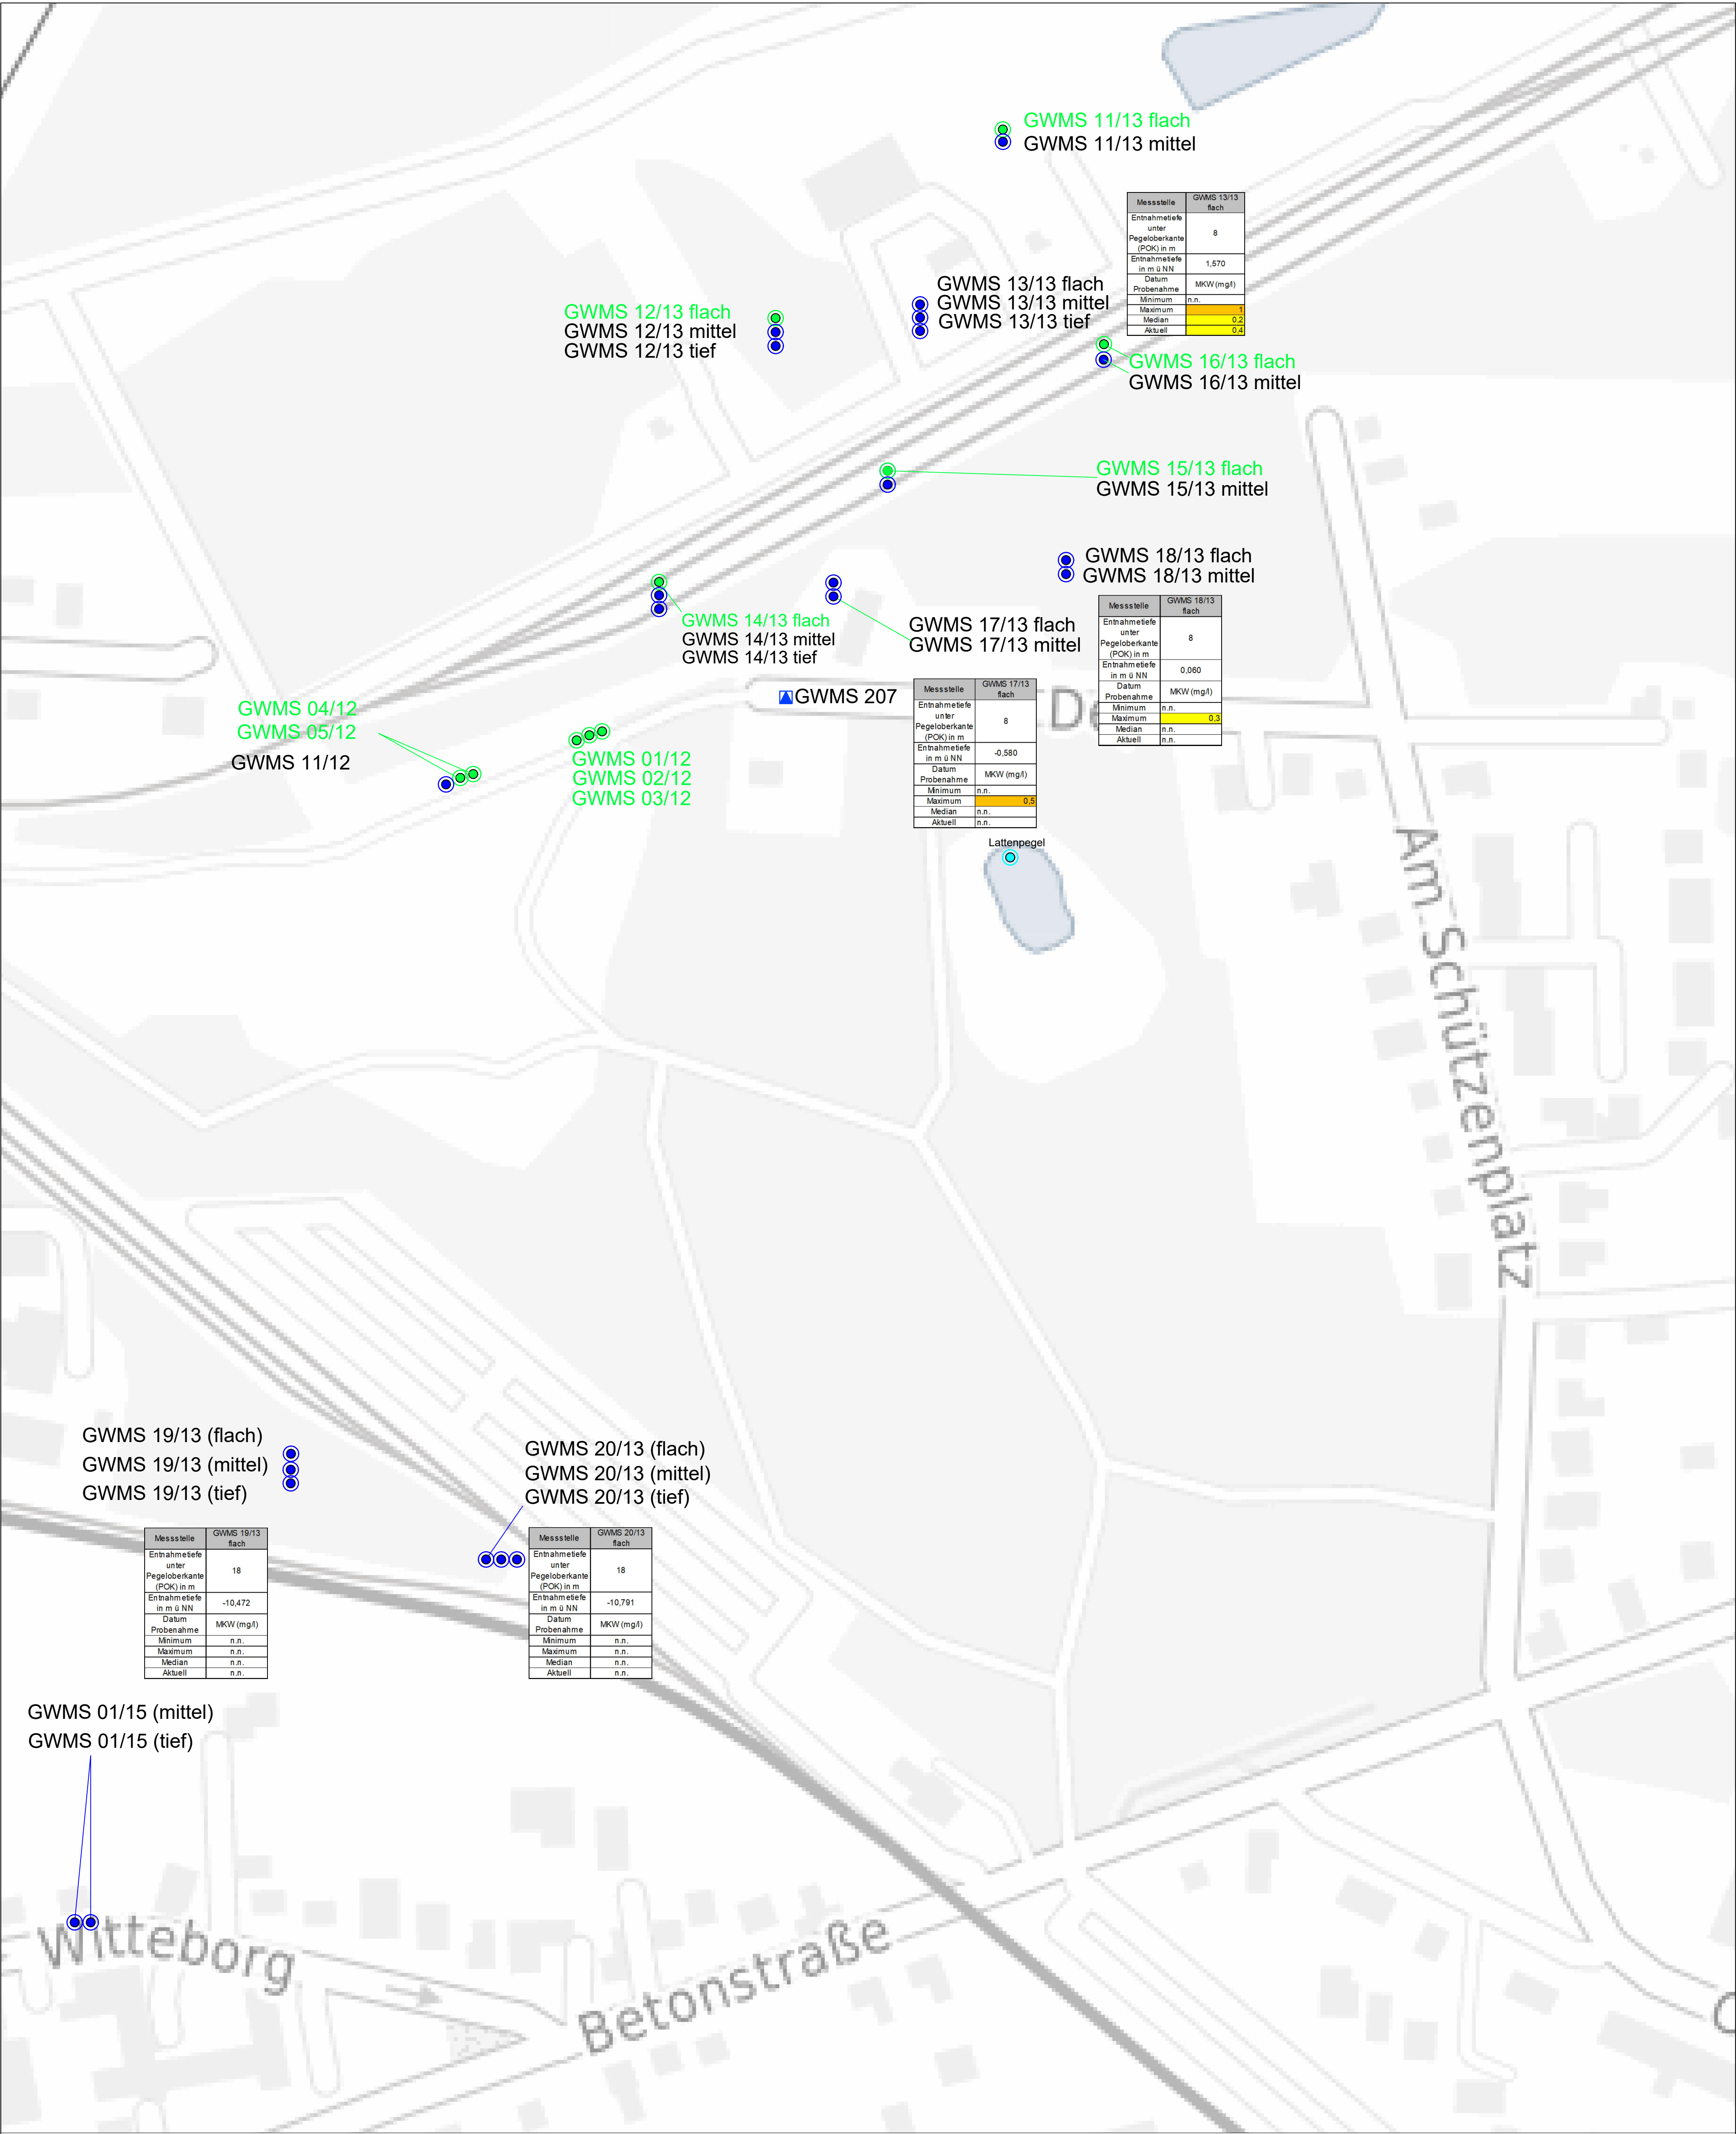 GWMS 11/13 flach
GWMS 11/13 mittel
Messstelle GWMS 13/13 flach
Entnahmetiefe unter Pegeloberkante (POK) in m 8
Entnahmetiefe in m ü NN 1,570
Datum Probenahme MKW (mg/l)
Minimum n.n.
Maximum 1
Median 0,2
Aktuell 0,4
GWMS 13/13 flach
GWMS 13/13 mittel
GWMS 13/13 tief
GWMS 12/13 flach
GWMS 12/13 mittel
GWMS 12/13 tief
GWMS 16/13 flach
GWMS 16/13 mittel
GWMS 15/13 flach
GWMS 15/13 mittel
GWMS 18/13 flach
GWMS 18/13 mittel
Messstelle GWMS 18/13 flach
Entnahmetiefe unter Pegeloberkante (POK) in m 8
Entnahmetiefe in m ü NN 0,060
Datum Probenahme MKW (mg/l)
Minimum n.n.
Maximum 0,3
Median n.n.
Aktuell n.n.
GWMS 14/13 flach
GWMS 14/13 mittel
GWMS 14/13 tief
GWMS 17/13 flach
GWMS 17/13 mittel
GWMS 207
De
Messstelle GWMS 17/13 flach
Entnahmetiefe unter Pegeloberkante (POK) in m 8
Entnahmetiefe in m ü NN -0,580
Datum Probenahme MKW (mg/l)
Minimum n.n.
Maximum 0,5
Median n.n.
Aktuell n.n.
GWMS 04/12
GWMS 05/12
GWMS 11/12
GWMS 01/12
GWMS 02/12
GWMS 03/12
Lattenpegel
Am Schützenplatz
GWMS 19/13 (flach)
GWMS 19/13 (mittel)
GWMS 19/13 (tief)
GWMS 20/13 (flach)
GWMS 20/13 (mittel)
GWMS 20/13 (tief)
Messstelle GWMS 19/13 flach
Entnahmetiefe unter Pegeloberkante (POK) in m 18
Entnahmetiefe in m ü NN -10,472
Datum Probenahme MKW (mg/l)
Minimum n.n.
Maximum n.n.
Median n.n.
Aktuell n.n.
Messstelle GWMS 20/13 flach
Entnahmetiefe unter Pegeloberkante (POK) in m 18
Entnahmetiefe in m ü NN -10,791
Datum Probenahme MKW (mg/l)
Minimum n.n.
Maximum n.n.
Median n.n.
Aktuell n.n.
GWMS 01/15 (mittel)
GWMS 01/15 (tief)
Witteborg
Betonstraße